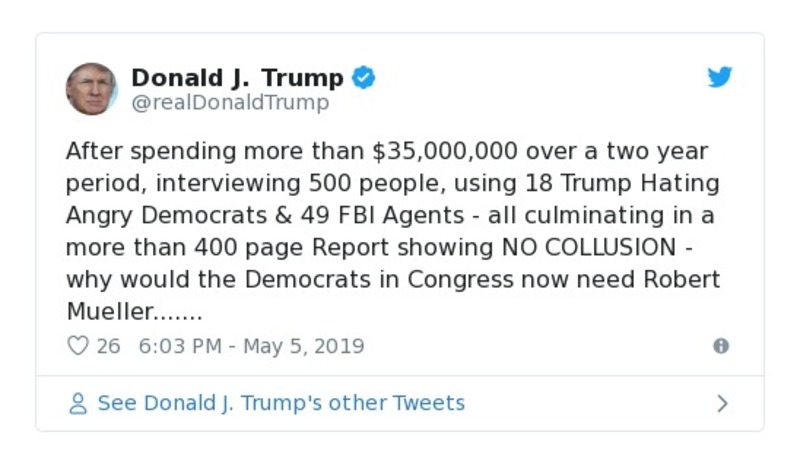 Donald J. Trump
@realDonaldTrump
After spending more than $35,000,000 over a two year
period, interviewing 500 people, using 18 Trump Hating
Angry Democrats & 49 FBI Agents - all culminating in a
more than 400 page Report showing NO COLLUSION -
why would the Democrats in Congress now need Robert
Mueller.......
26 6:03 PM - May 5, 2019
See Donald J. Trump's other Tweets